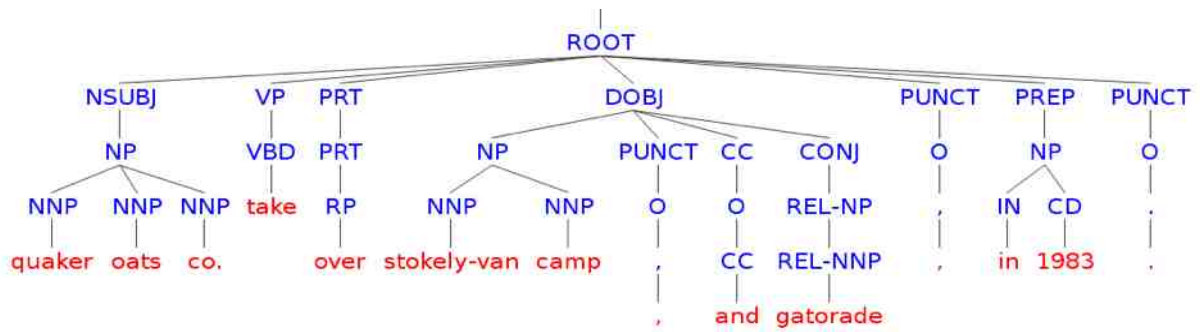 ROOT
NSUBJ VP PRT DOBJ PUNCT PREP PUNCT
NP VBD PRT NP PUNCT CC CONJ O NP O
NNP NNP NNP take RP NNP NNP O O REL-NP , IN CD .
quaker oats co. over stokely-van camp , CC REL-NNP , in 1983 .
, and gatorade